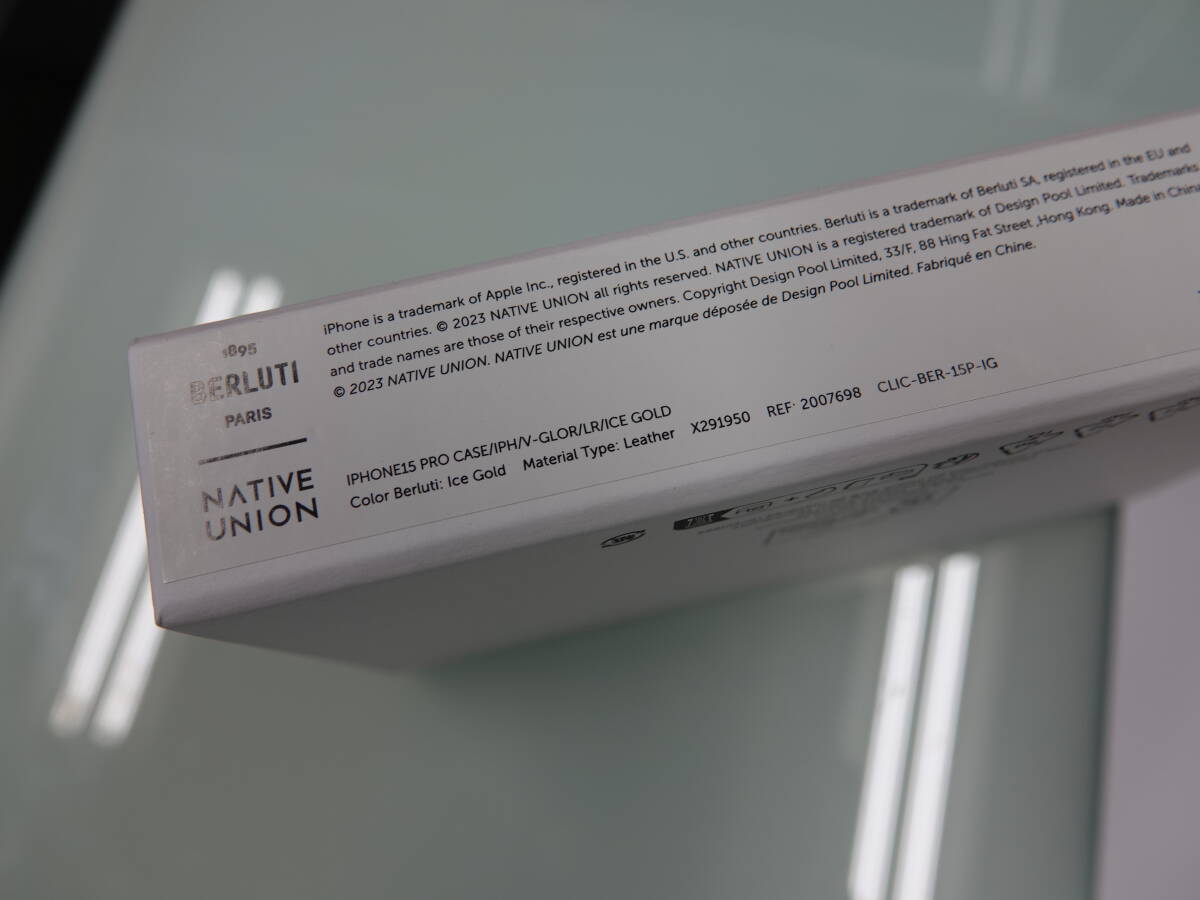 1895
BERLUTI
PARIS
NATIVE
UNION
iPhone is a trademark of Apple Inc., registered in the U.S. and other countries. Berluti is a trademark of Berluti SA, registered in the EU and
other countries. © 2023 NATIVE UNION all rights reserved. NATIVE UNION is a registered trademark of Design Pool Limited. Trademarks
and trade names are those of their respective owners. Copyright Design Pool Limited, 33/F, 88 Hing Fat Street ,Hong Kong. Made in China
© 2023 NATIVE UNION. NATIVE UNION est une marque déposée de Design Pool Limited. Fabriqué en Chine.
IPHONE15 PRO CASE/IPH/V-GLOR/LR/ICE GOLD
Color Berluti: Ice Gold Material Type: Leather X291950 REF: 2007698 CLIC-BER-15P-IG